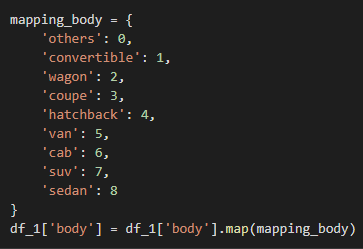 mapping_body = {
    'others': 0,
    'convertible': 1,
    'wagon': 2,
    'coupe': 3,
    'hatchback': 4,
    'van': 5,
    'cab': 6,
    'suv': 7,
    'sedan': 8
}
df_1['body'] = df_1['body'].map(mapping_body)